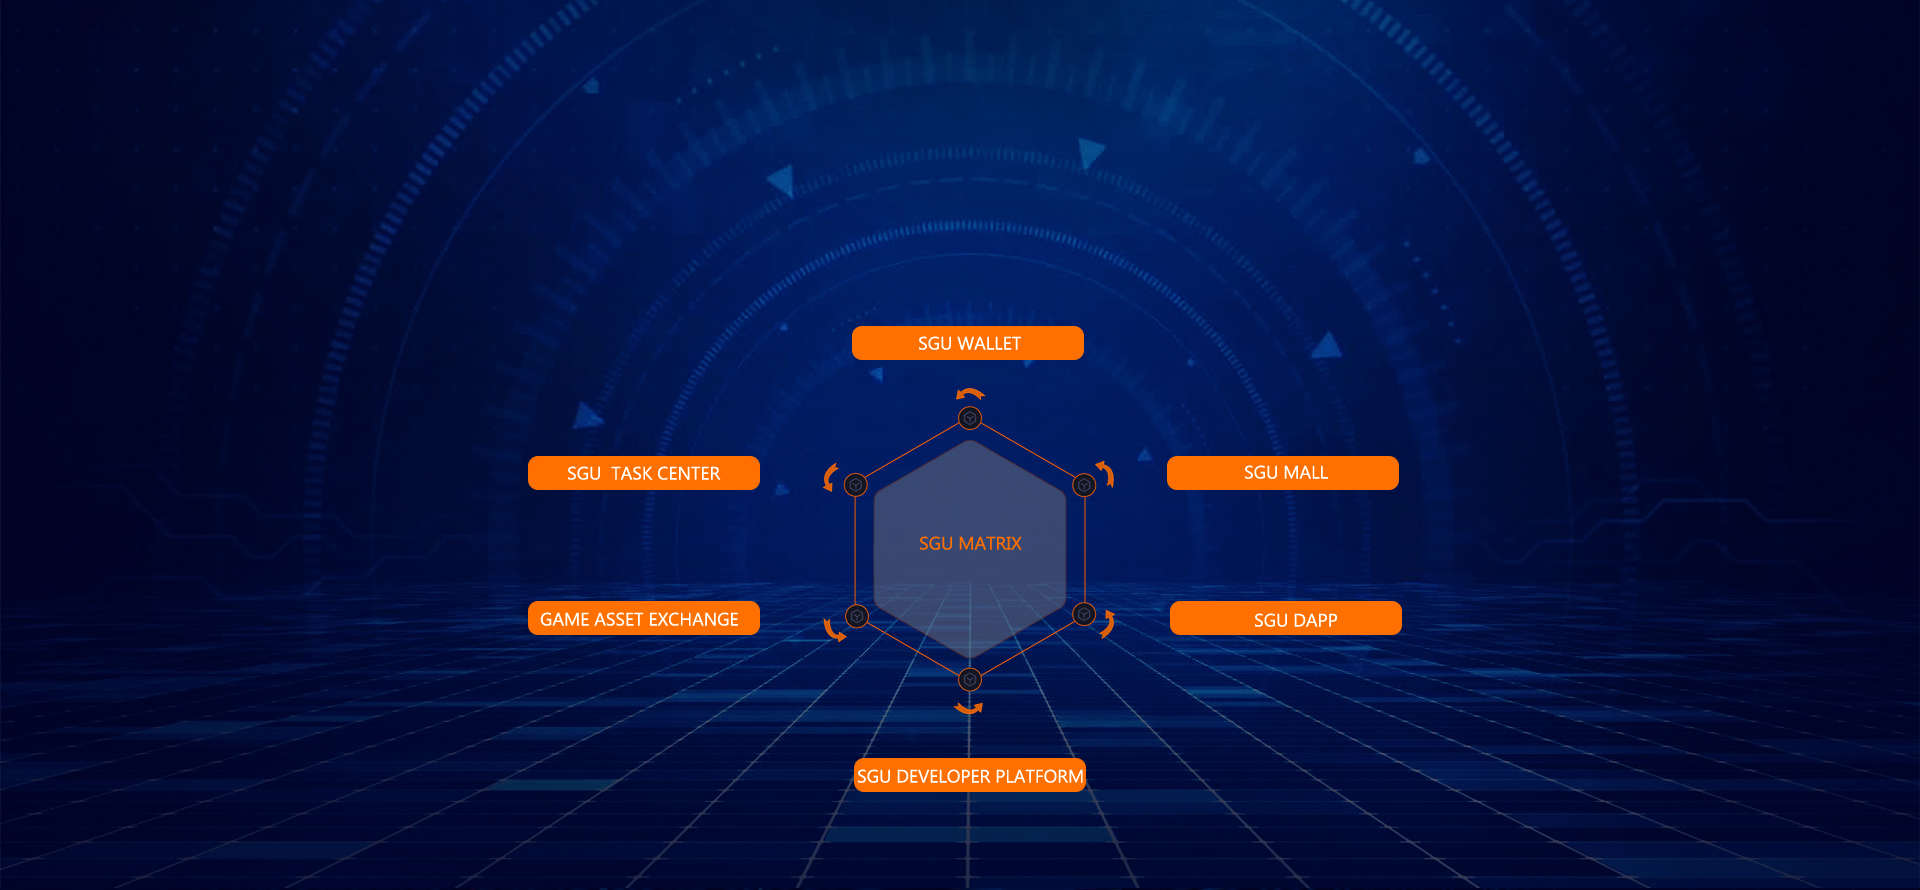 SGU WALLET
SGU TASK CENTER
SGU MALL
SGU MATRIX
GAME ASSET EXCHANGE
SGU DAPP
SGU DEVELOPER PLATFORM